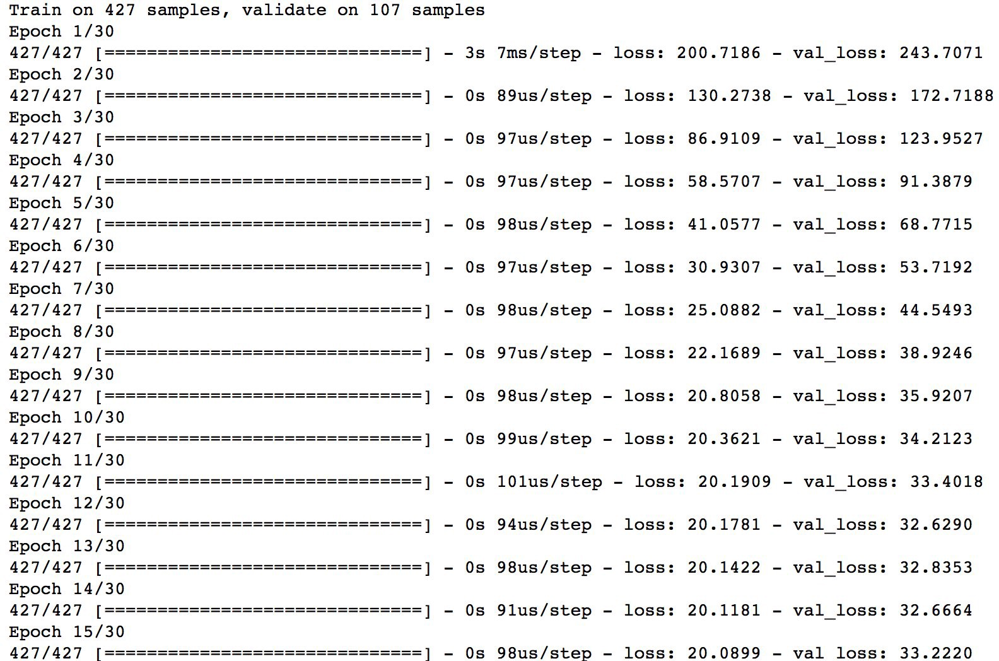 Train on 427 samples, validate on 107 samples
Epoch 1/30
427/427 [==============================] - 3s 7ms/step - loss: 200.7186 - val_loss: 243.7071
Epoch 2/30
427/427 [==============================] - 0s 89us/step - loss: 130.2738 - val_loss: 172.7188
Epoch 3/30
427/427 [==============================] - 0s 97us/step - loss: 86.9109 - val_loss: 123.9527
Epoch 4/30
427/427 [==============================] - 0s 97us/step - loss: 58.5707 - val_loss: 91.3879
Epoch 5/30
427/427 [==============================] - 0s 98us/step - loss: 41.0577 - val_loss: 68.7715
Epoch 6/30
427/427 [==============================] - 0s 97us/step - loss: 30.9307 - val_loss: 53.7192
Epoch 7/30
427/427 [==============================] - 0s 98us/step - loss: 25.0882 - val_loss: 44.5493
Epoch 8/30
427/427 [==============================] - 0s 97us/step - loss: 22.1689 - val_loss: 38.9246
Epoch 9/30
427/427 [==============================] - 0s 98us/step - loss: 20.8058 - val_loss: 35.9207
Epoch 10/30
427/427 [==============================] - 0s 99us/step - loss: 20.3621 - val_loss: 34.2123
Epoch 11/30
427/427 [==============================] - 0s 101us/step - loss: 20.1909 - val_loss: 33.4018
Epoch 12/30
427/427 [==============================] - 0s 94us/step - loss: 20.1781 - val_loss: 32.6290
Epoch 13/30
427/427 [==============================] - 0s 98us/step - loss: 20.1422 - val_loss: 32.8353
Epoch 14/30
427/427 [==============================] - 0s 91us/step - loss: 20.1181 - val_loss: 32.6664
Epoch 15/30
427/427 [==============================] - 0s 98us/step - loss: 20.0899 - val_loss: 33.2220